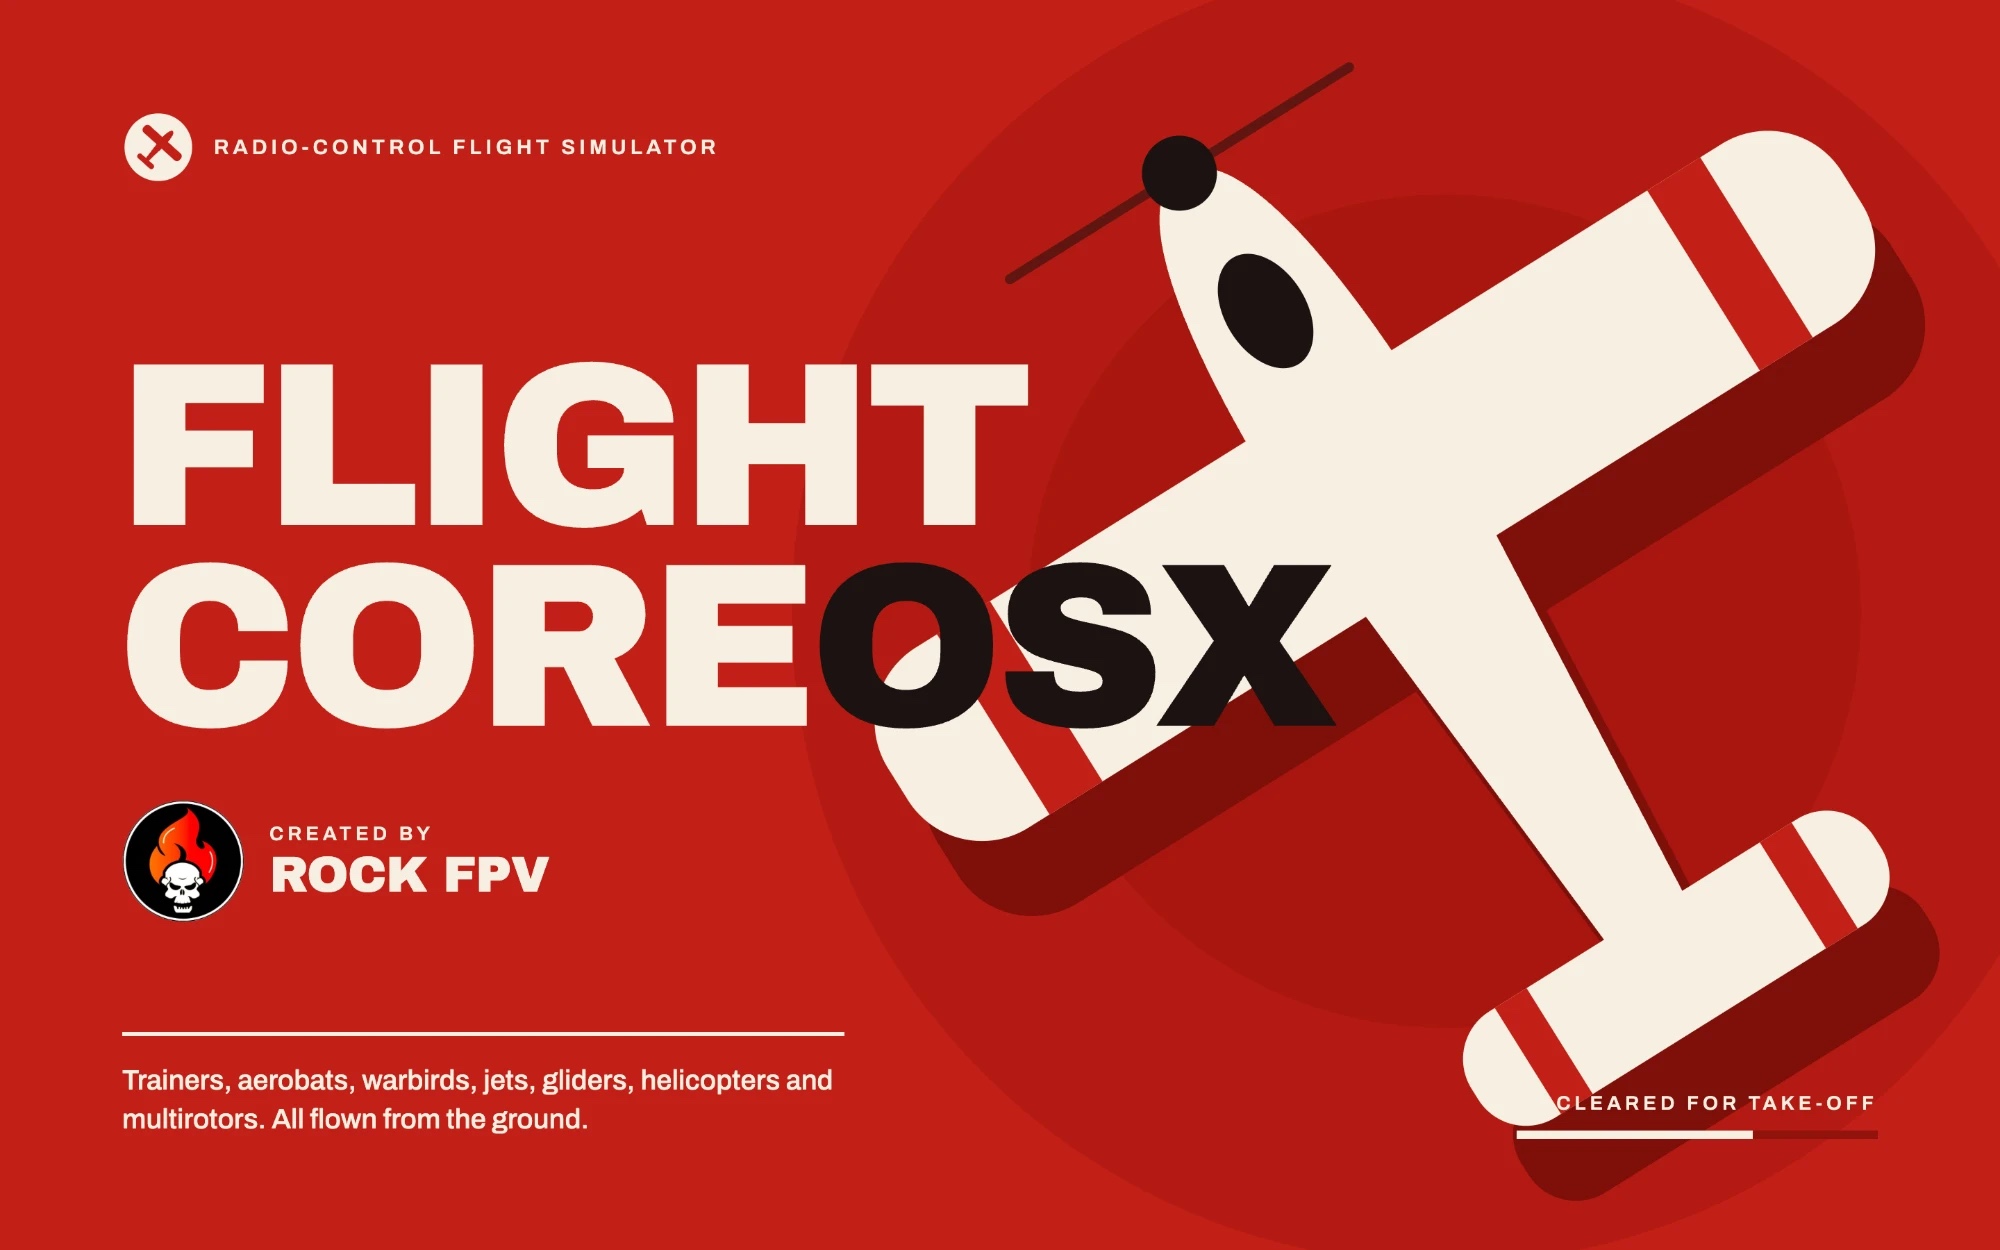 RADIO-CONTROL FLIGHT SIMULATOR
FLIGHT
COREOSX
CREATED BY
ROCK FPV
Trainers, aerobats, warbirds, jets, gliders, helicopters and
multirotors. All flown from the ground.
CLEARED FOR TAKE-OFF